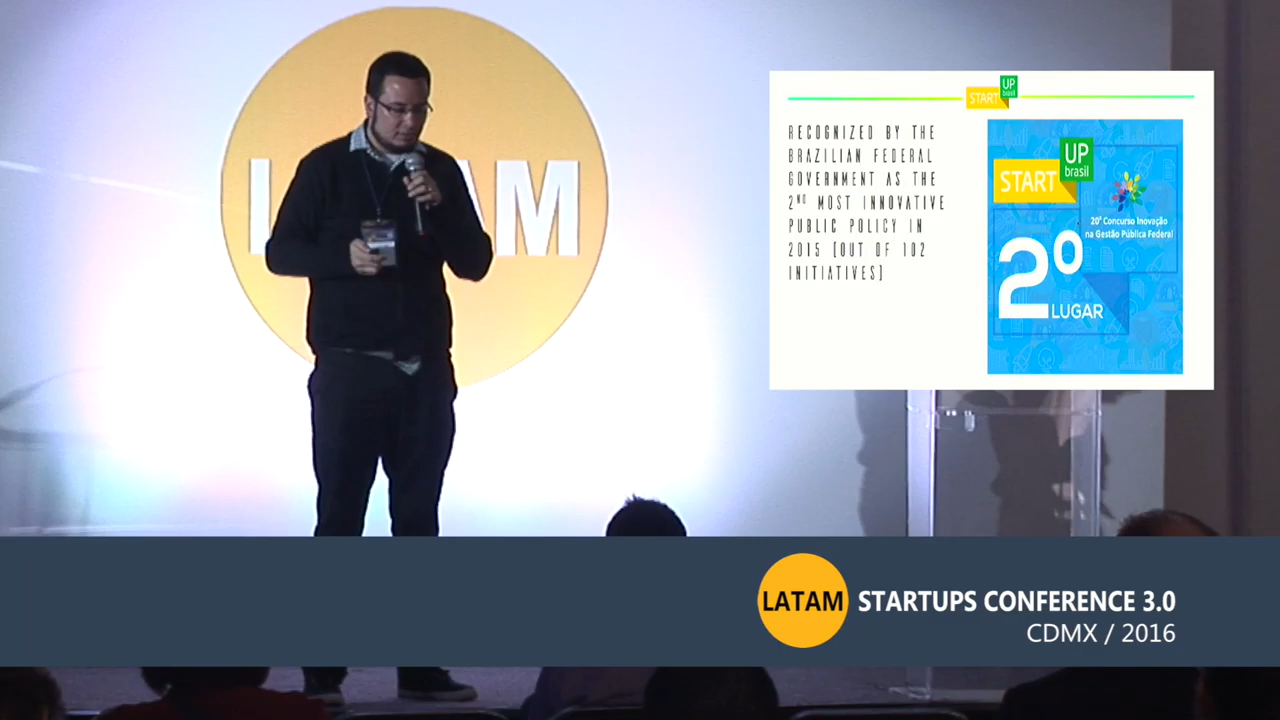 L AM
START
UP
brasil
RECOGNIZED BY THE
BRAZILIAN FEDERAL
GOVERNMENT AS THE
2ND MOST INNOVATIVE
PUBLIC POLICY IN
2015 [OUT OF 102
INITIATIVES]
START
UP
brasil
20º Concurso Inovação
na Gestão Pública Federal
2º
LUGAR
LATAM
STARTUPS CONFERENCE 3.0
CDMX / 2016